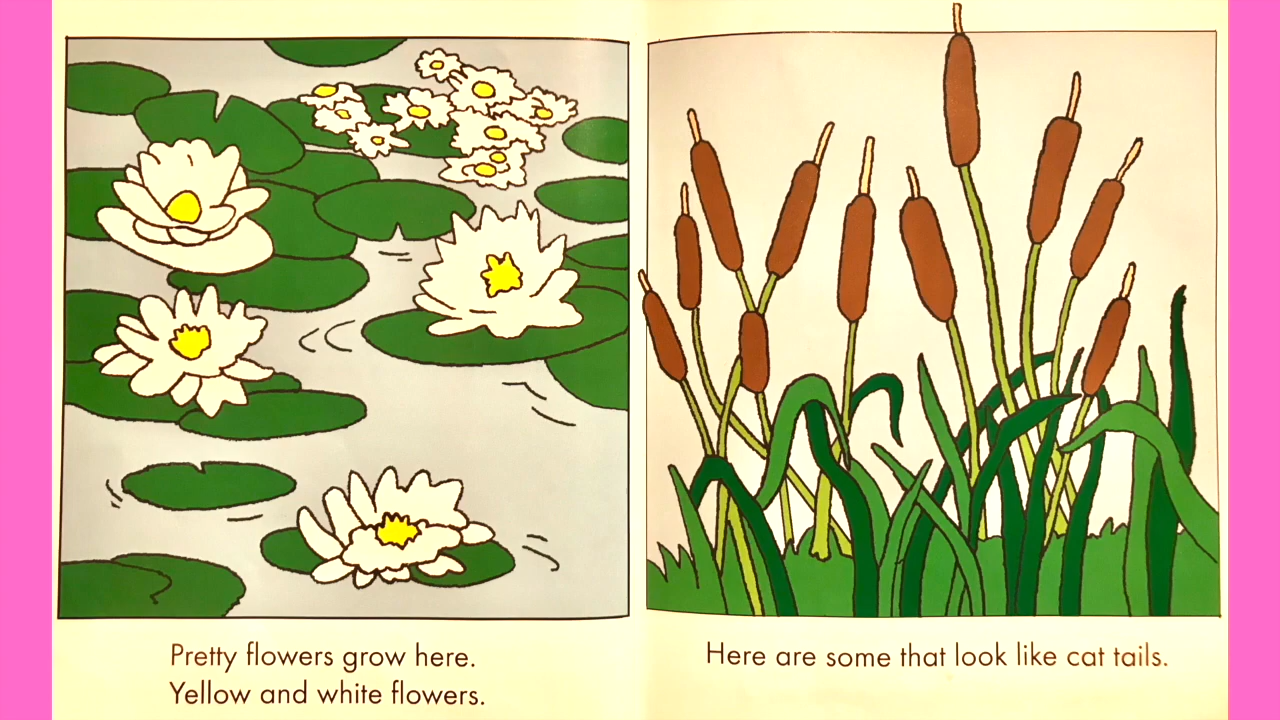 Pretty flowers grow here.
Yellow and white flowers.
Here are some that look like cat tails.